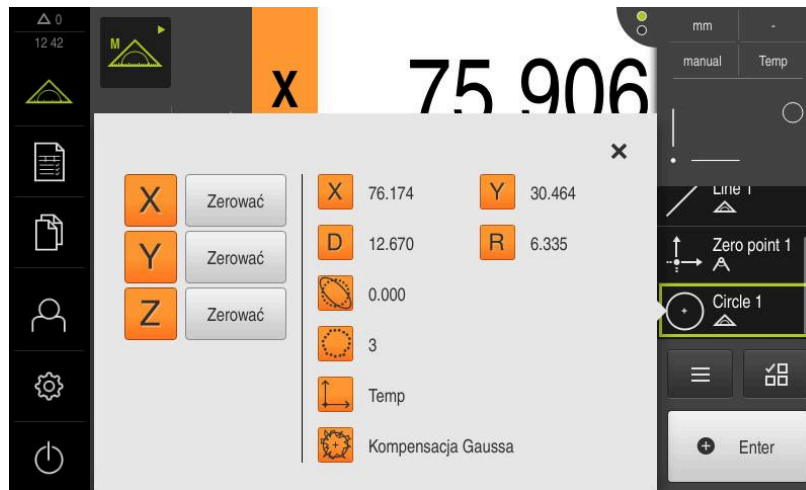 0
12 42
M
X
75.906
mm
-
manual
Temp
X
Zerować
Y
Zerować
Z
Zerować
X
76.174
Y
30.464
D
12.670
R
6.335
0.000
3
Temp
Kompensacja Gaussa
Line 1
Zero point 1
Circle 1
Enter